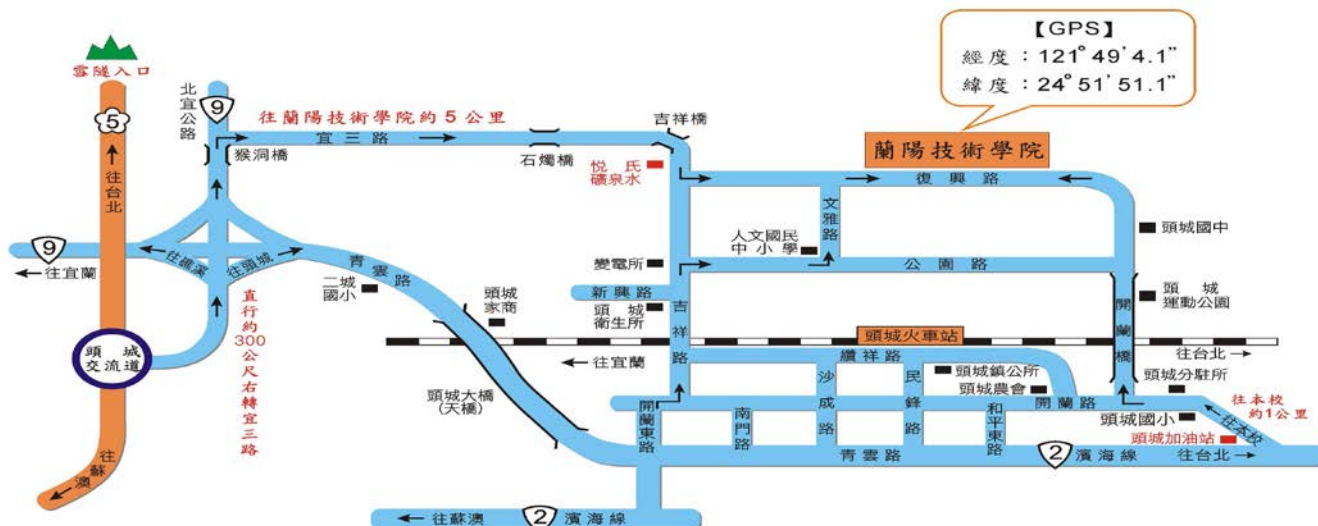 【GPS】
經度：121° 49' 4.1"
緯度：24° 51' 51.1"
雪隧入口
5
往台北
北宜公路
9
往蘭陽技術學院約5公里
宜三路
猴洞橋
石燭橋
吉祥橋
悅氏
礦泉水
蘭陽技術學院
復興路
文雅路
人文國民
中小學
頭城國中
9
往宜蘭
往礁溪
往頭城
青雲路
二城
國小
頭城
家商
變電所
公園路
新興路
頭城
衛生所
吉祥路
開蘭橋
頭城
運動公園
直行約300公尺右轉宜三路
頭城
交流道
頭城火車站
往宜蘭
纘祥路
往台北
頭城鎮公所
頭城農會
頭城分駐所
頭城大橋
(天橋)
開蘭東路
南門路
沙成路
民鋒路
和平東路
開蘭路
頭城國小
往本校
約1公里
往本校
頭城加油站
青雲路
2
濱海線
往台北
往蘇澳
往蘇澳
2
濱海線